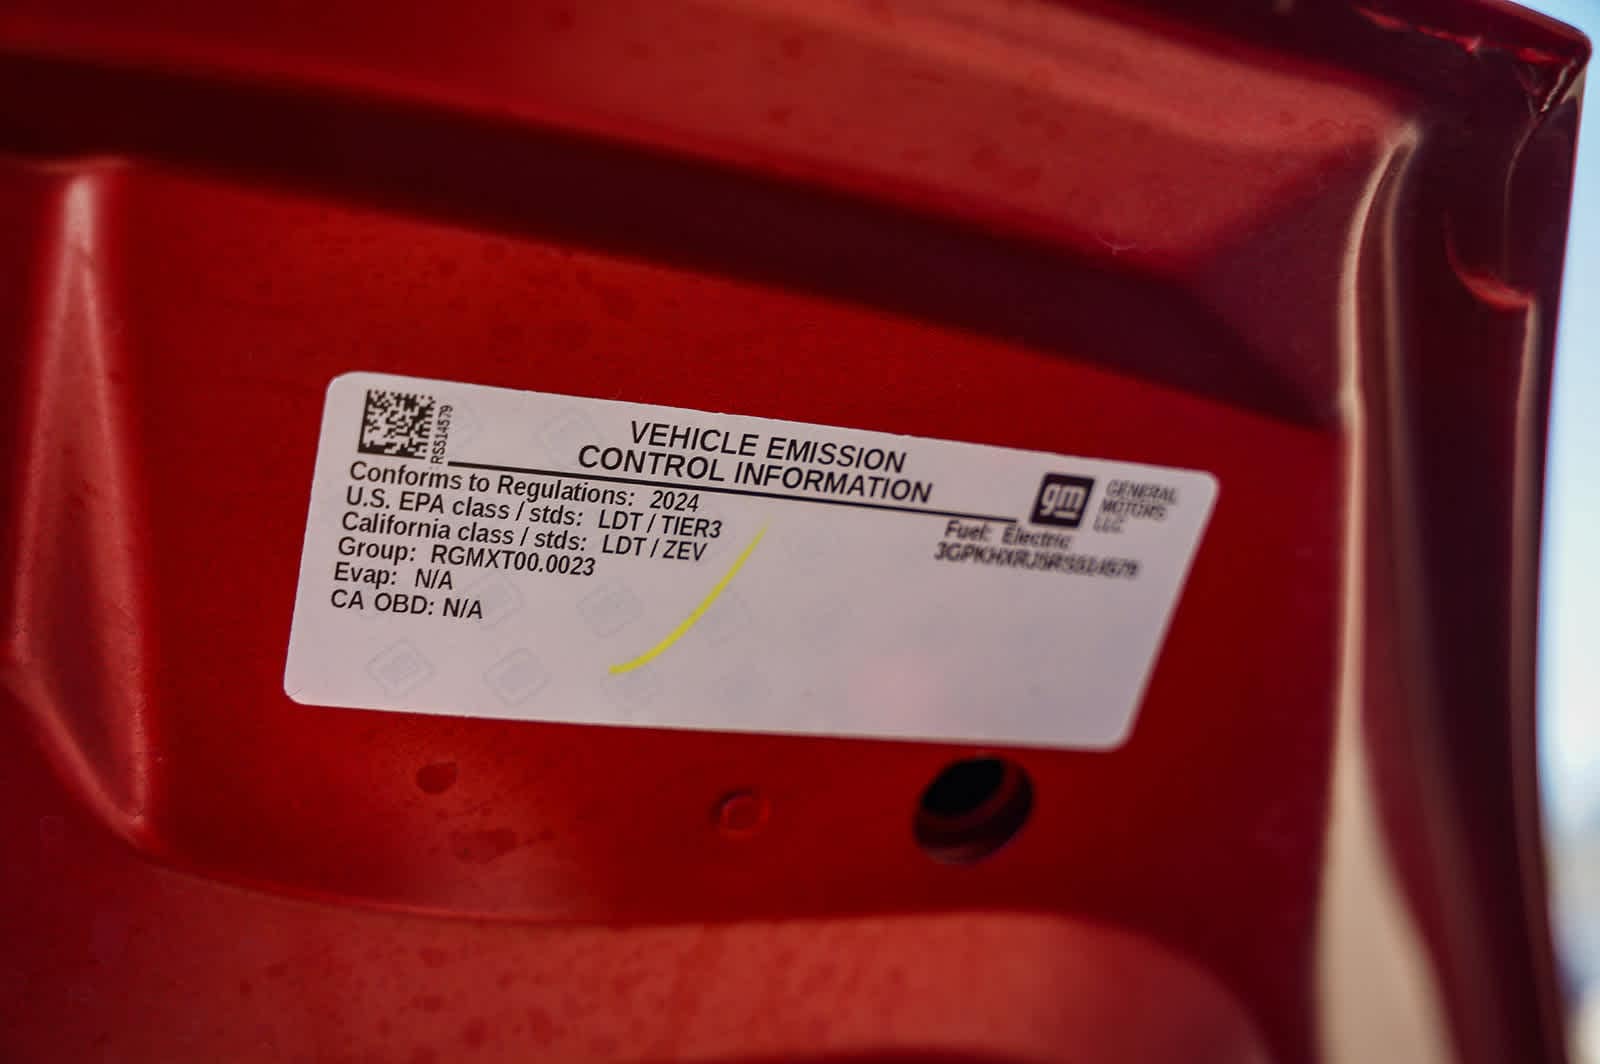 RS514579
VEHICLE EMISSION
CONTROL INFORMATION
gm GENERAL
MOTORS
LLC
Conforms to Regulations: 2024
U.S. EPA class / stds: LDT / TIER3
California class / stds: LDT / ZEV
Group: RGMXT00.0023
Evap: N/A
CA OBD: N/A
Fuel: Electric